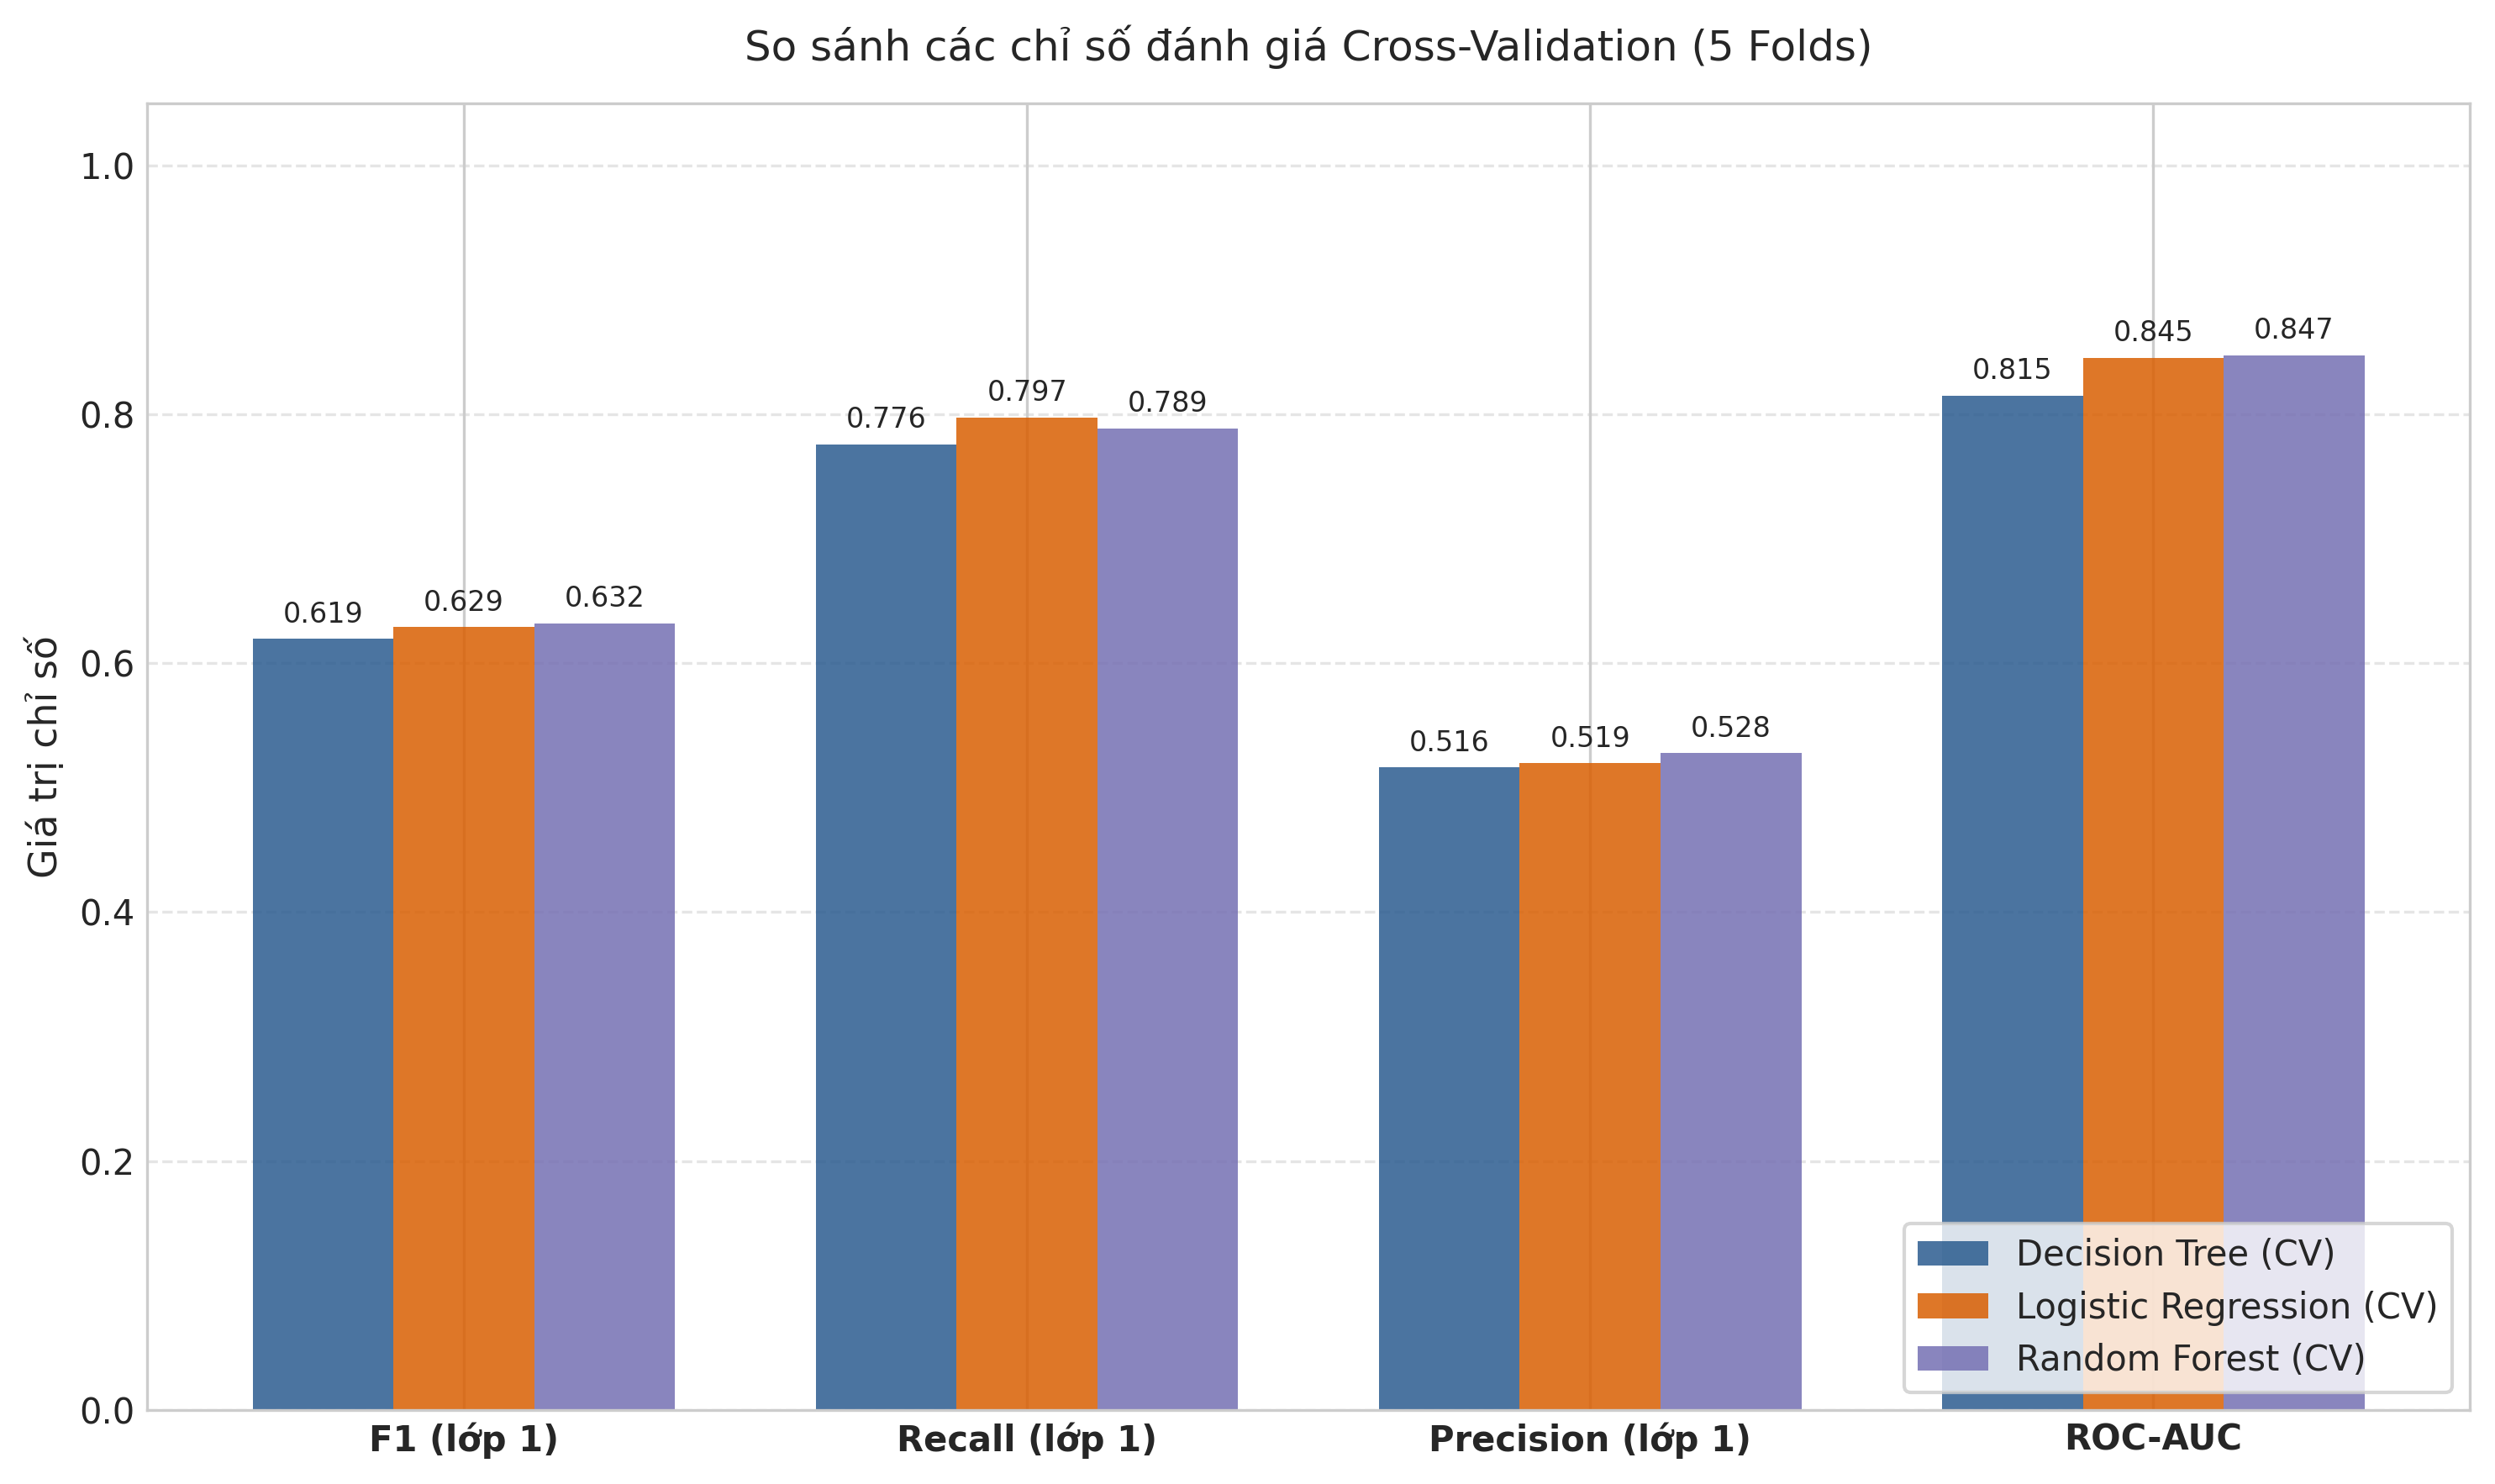 So sánh các chỉ số đánh giá Cross-Validation (5 Folds)
Giá trị chỉ số
1.0
0.8
0.6
0.4
0.2
0.0
0.619
0.629
0.632
0.776
0.797
0.789
0.516
0.519
0.528
0.815
0.845
0.847
F1 (lớp 1)
Recall (lớp 1)
Precision (lớp 1)
ROC-AUC
Decision Tree (CV)
Logistic Regression (CV)
Random Forest (CV)